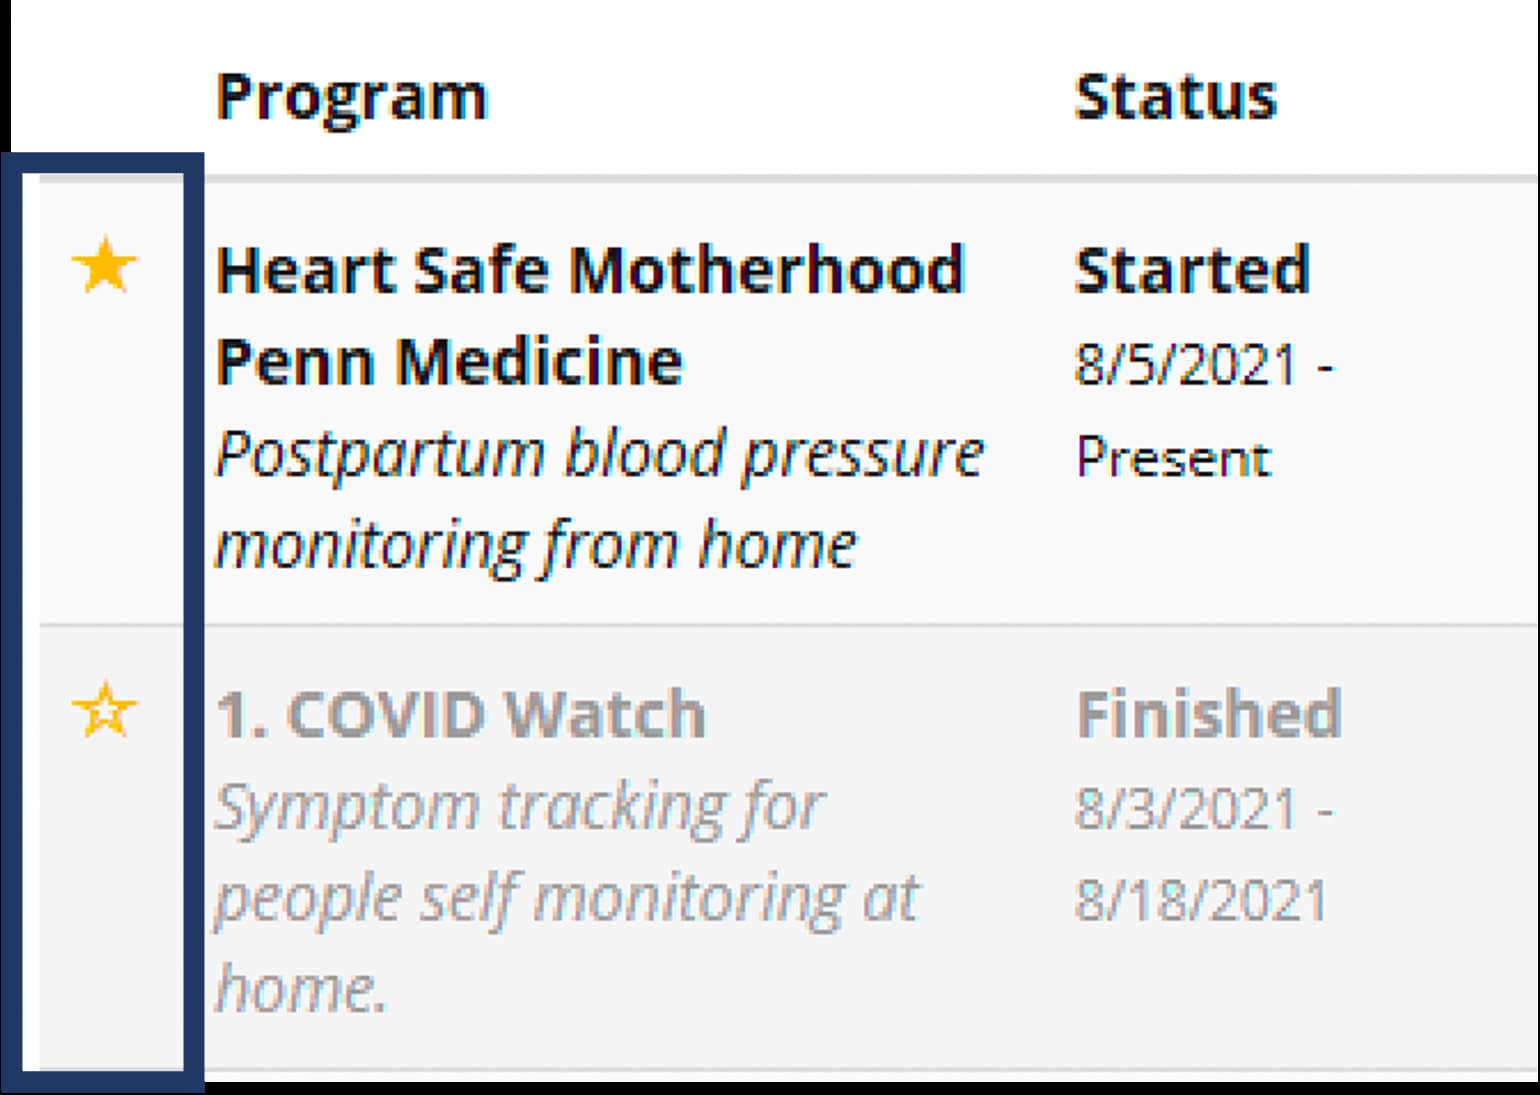 Program Status
Heart Safe Motherhood Started
Penn Medicine 8/5/2021 -
Postpartum blood pressure Present
monitoring from home
1. COVID Watch Finished
Symptom tracking for 8/3/2021 -
people self monitoring at 8/18/2021
home.